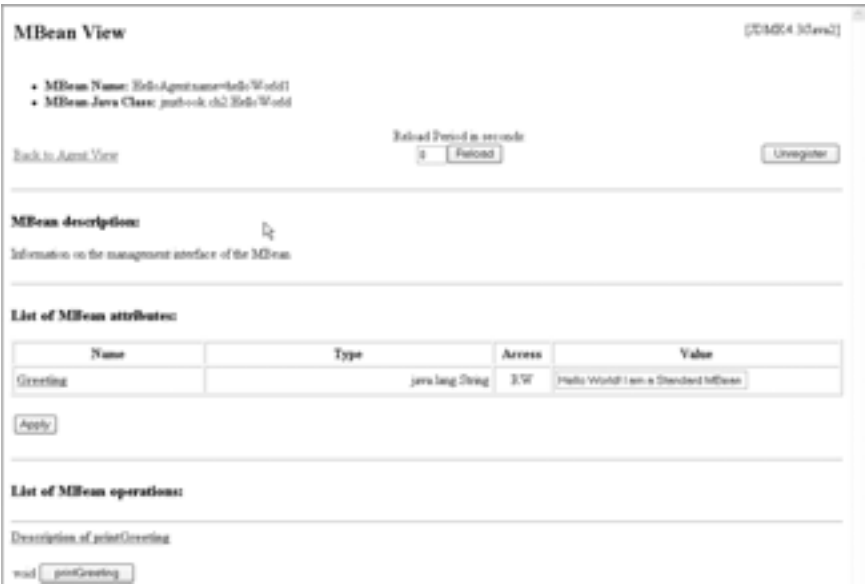 MBean View
[JDMK4.3/Java2]
• MBean Name: HelloAgent:name=helloWorld1
• MBean Java Class: jmxbook.ch2.HelloWorld
Reload Period in seconds:
Back to Agent View
0 Reload
Unregister
MBean description:
Information on the management interface of the MBean
List of MBean attributes:
Name Type Access Value
Greeting java.lang.String RW Hello World! I am a Standard MBean
Apply
List of MBean operations:
Description of printGreeting
void printGreeting